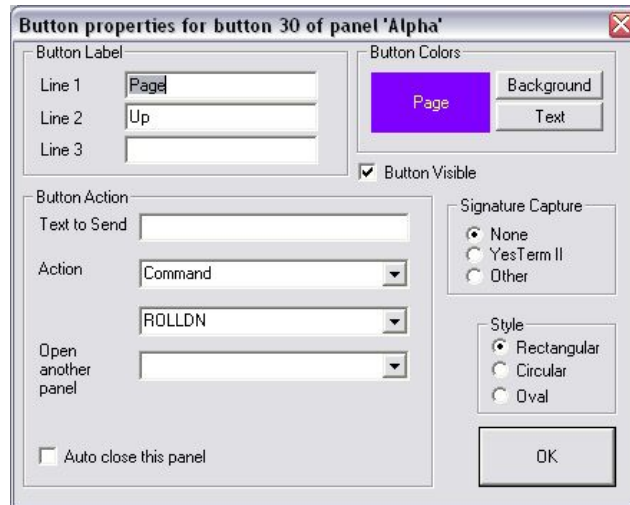 Button properties for button 30 of panel 'Alpha'
Button Label
Line 1 Page
Line 2 Up
Line 3
Button Colors
Page
Background
Text
Button Visible
Button Action
Text to Send
Action Command
ROLLDN
Open
another
panel
Auto close this panel
Signature Capture
None
YesTerm II
Other
Style
Rectangular
Circular
Oval
OK